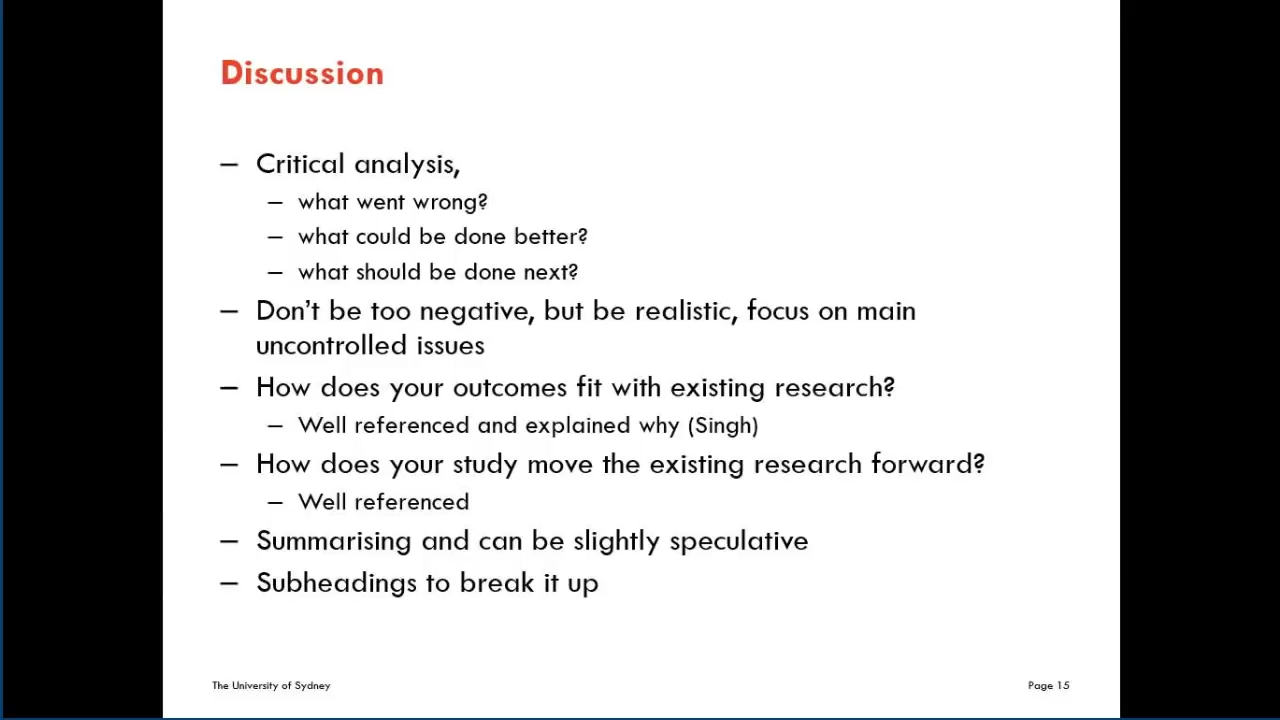 Discussion
– Critical analysis,
– what went wrong?
– what could be done better?
– what should be done next?
– Don't be too negative, but be realistic, focus on main
uncontrolled issues
– How does your outcomes fit with existing research?
– Well referenced and explained why (Singh)
– How does your study move the existing research forward?
– Well referenced
– Summarising and can be slightly speculative
– Subheadings to break it up
The University of Sydney
Page 15